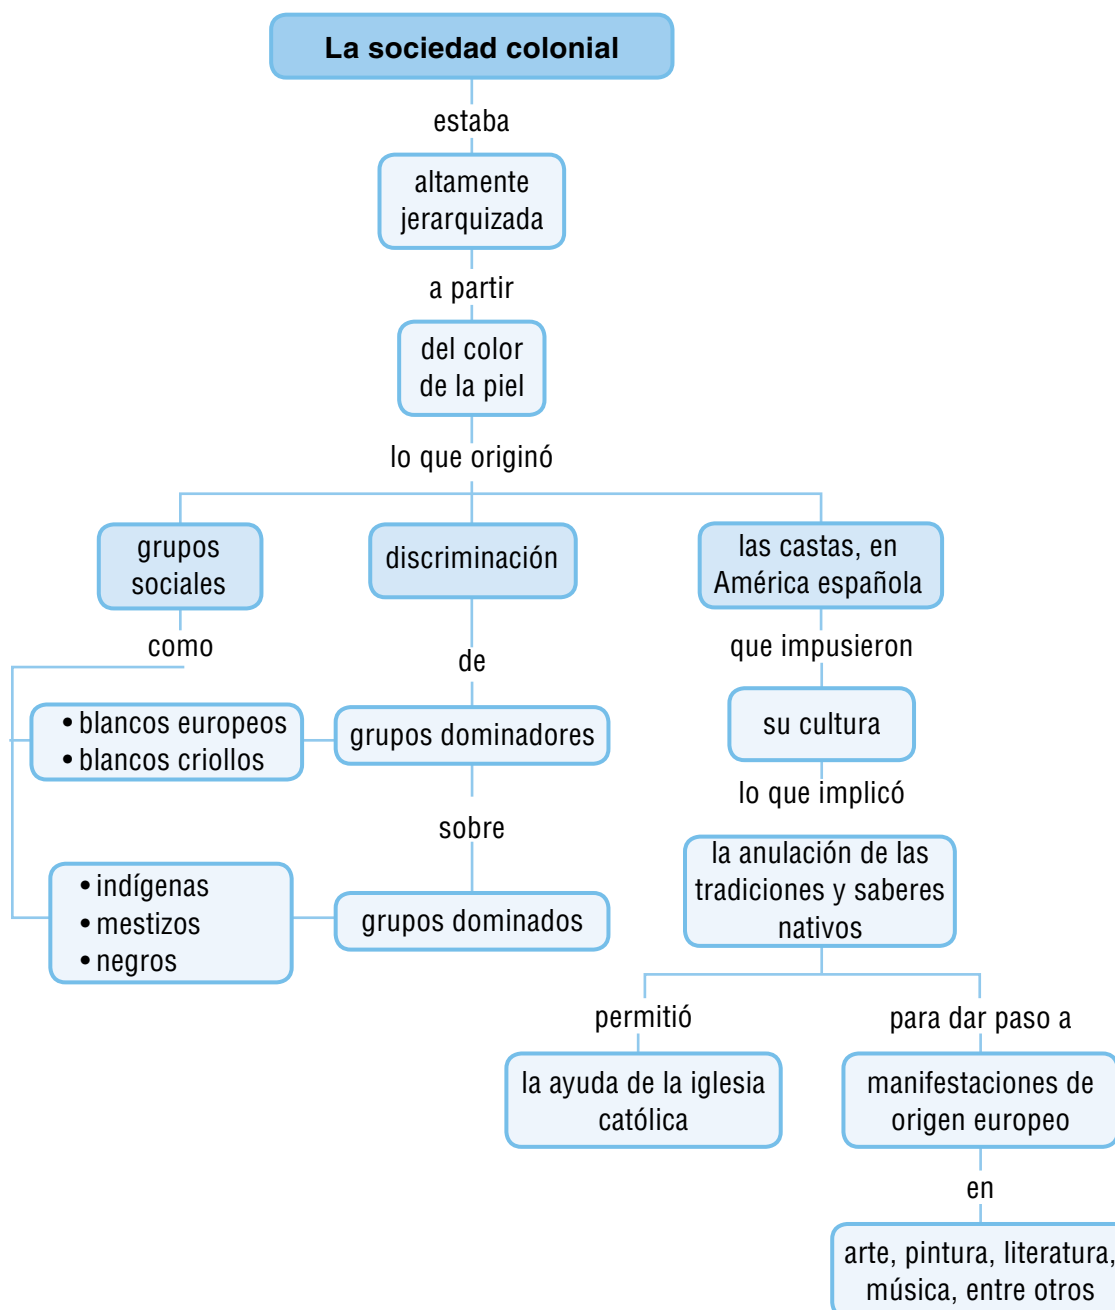 La sociedad colonial
estaba
altamente
jerarquizada
a partir
del color
de la piel
lo que originó
grupos
sociales
como
• blancos europeos
• blancos criollos
• indígenas
• mestizos
• negros
discriminación
de
grupos dominadores
sobre
grupos dominados
las castas, en
América española
que impusieron
su cultura
lo que implicó
la anulación de las
tradiciones y saberes
nativos
permitió
la ayuda de la iglesia
católica
para dar paso a
manifestaciones de
origen europeo
en
arte, pintura, literatura,
música, entre otros